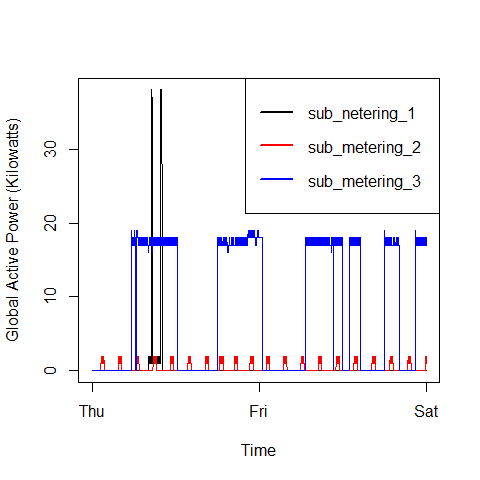 Global Active Power (Kilowatts)
30
20
10
0
sub_netering_1
sub_metering_2
sub_metering_3
Thu Fri Sat
Time